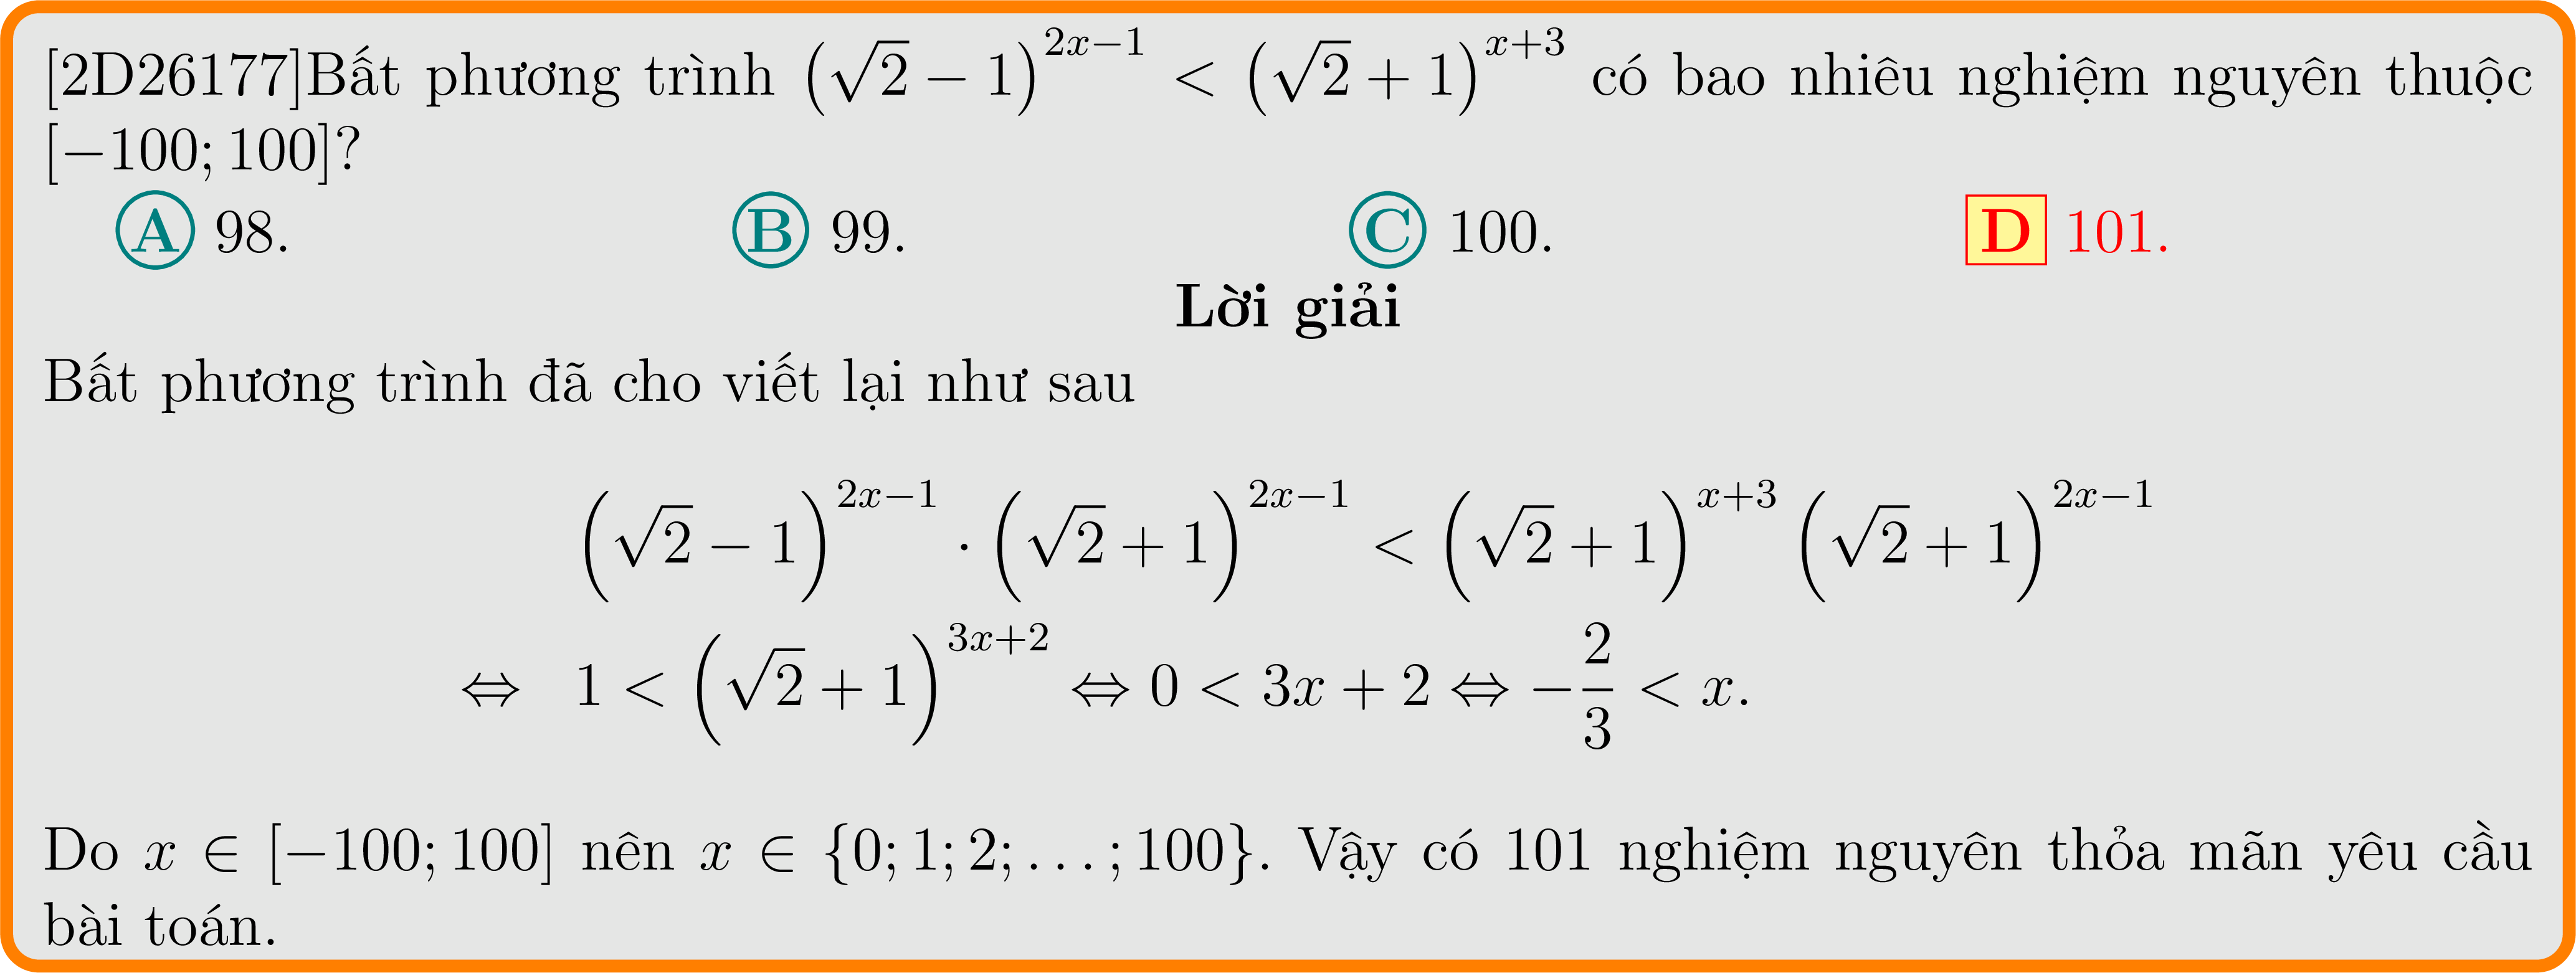 [2D26177]Bất phương trình $\left(\sqrt{2}-1\right)^{2x-1} < \left(\sqrt{2}+1\right)^{x+3}$ có bao nhiêu nghiệm nguyên thuộc
$[-100;100]$?
A 98. B 99. C 100. D 101.
Lời giải
Bất phương trình đã cho viết lại như sau
$\left(\sqrt{2}-1\right)^{2x-1} \cdot \left(\sqrt{2}+1\right)^{2x-1} < \left(\sqrt{2}+1\right)^{x+3} \left(\sqrt{2}+1\right)^{2x-1}$
$\Leftrightarrow 1 < \left(\sqrt{2}+1\right)^{3x+2} \Leftrightarrow 0 < 3x+2 \Leftrightarrow -\frac{2}{3} < x.$
Do $x \in [-100;100]$ nên $x \in \{0;1;2;\ldots;100\}$. Vậy có 101 nghiệm nguyên thỏa mãn yêu cầu
bài toán.